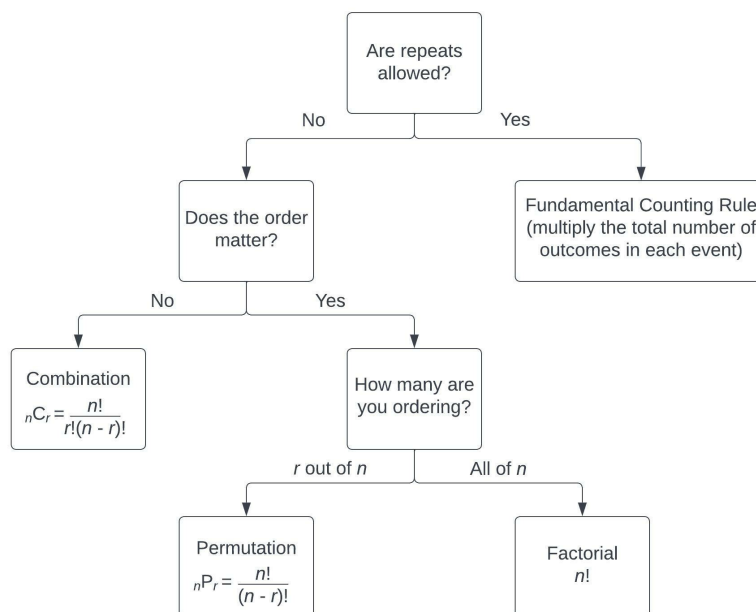 Are repeats
allowed?
No
Yes
Does the order
matter?
Fundamental Counting Rule
(multiply the total number of
outcomes in each event)
No
Yes
Combination
nCr = n! / r!(n - r)!
How many are
you ordering?
r out of n
All of n
Permutation
nPr = n! / (n - r)!
Factorial
n!